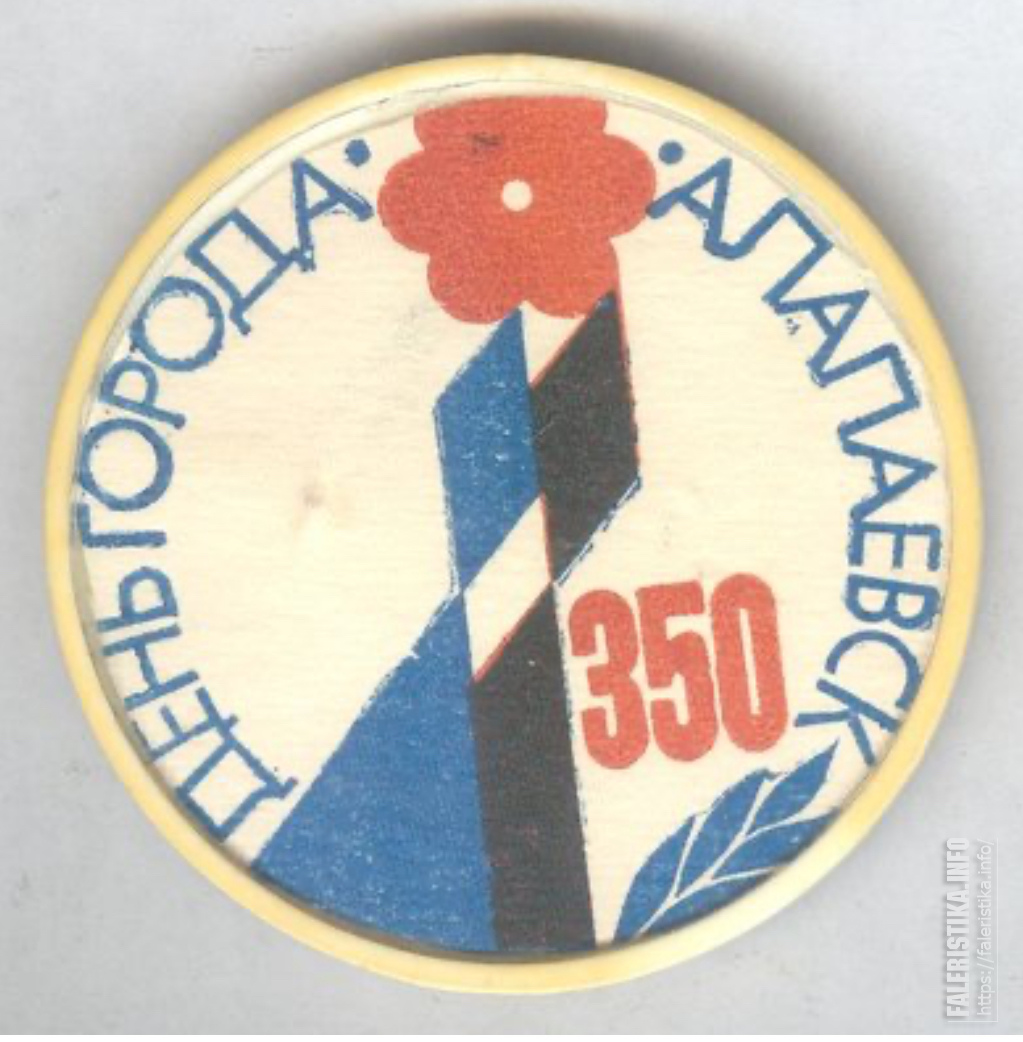 ДЕНЬ ГОРОДА · АЛАПАЕВСК
350
FALERISTIKA.INFO
https://faleristika.info/